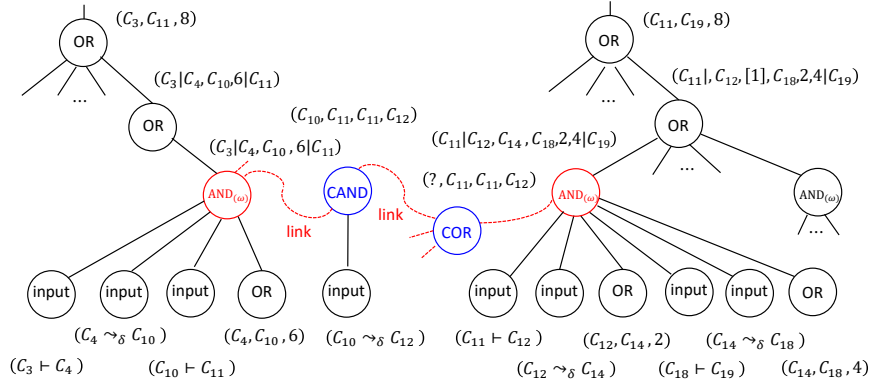 (C₃, C₁₁, 8)
OR
(C₁₁, C₁₉, 8)
OR
(C₃|C₄, C₁₀, 6|C₁₁)
(C₁₁|, C₁₂, [1], C₁₈, 2,4|C₁₉)
...
...
OR
(C₁₀, C₁₁, C₁₁, C₁₂)
OR
(C₃|C₄, C₁₀, 6|C₁₁)
(C₁₁|C₁₂, C₁₄, C₁₈, 2,4|C₁₉)
...
AND(ω)
CAND
(?, C₁₁, C₁₁, C₁₂)
AND(ω)
AND(ω)
link
link
COR
...
input
input
input
OR
input
input
input
OR
input
input
OR
(C₄ ⤳δ C₁₀)
(C₄, C₁₀, 6)
(C₁₀ ⤳δ C₁₂)
(C₁₁ ⊢ C₁₂)
(C₁₂, C₁₄, 2)
(C₁₄ ⤳δ C₁₈)
(C₃ ⊢ C₄)
(C₁₀ ⊢ C₁₁)
(C₁₂ ⤳δ C₁₄)
(C₁₈ ⊢ C₁₉)
(C₁₄, C₁₈, 4)